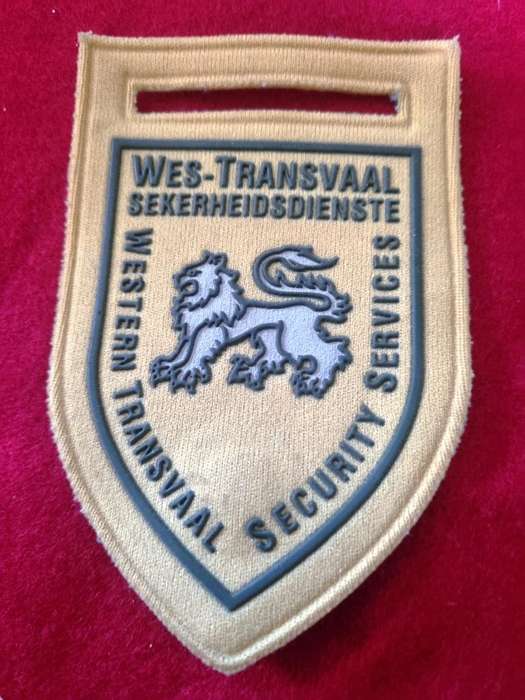 WES-TRANSVAAL
SEKERHEIDSDIENSTE
WESTERN TRANSVAAL SECURITY SERVICES